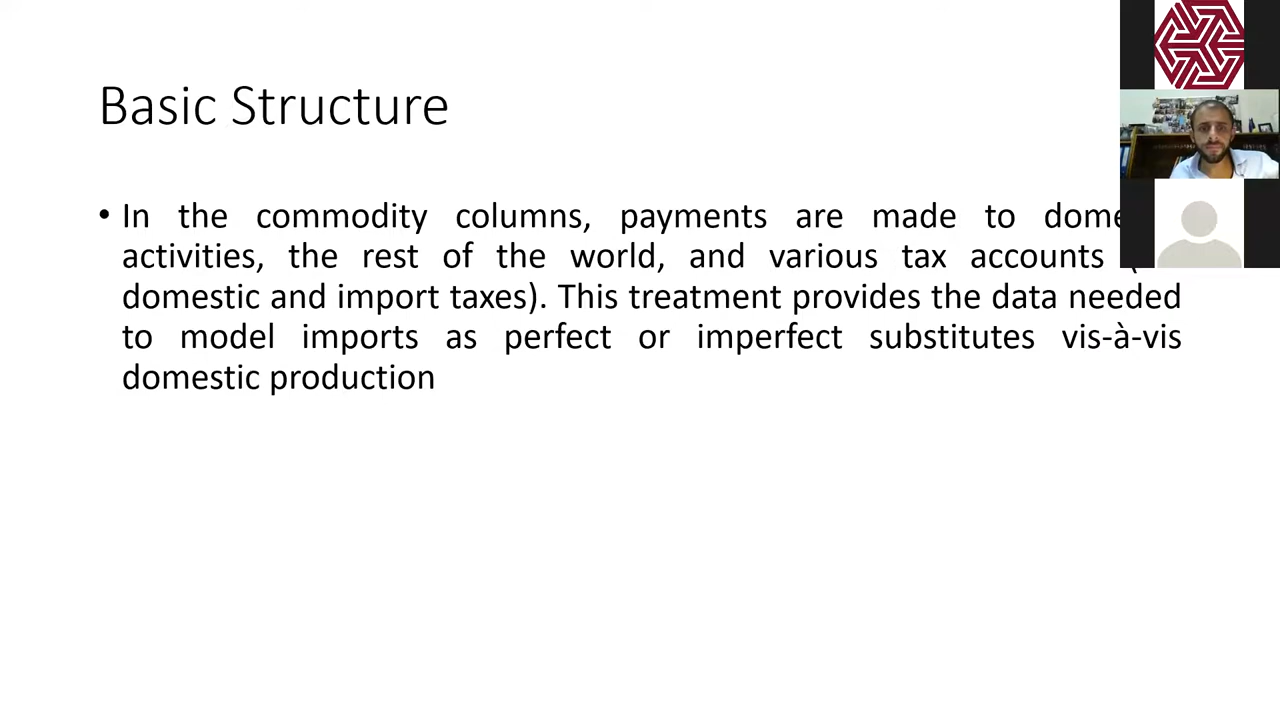 Basic Structure
• In the commodity columns, payments are made to
activities, the rest of the world, and various tax accounts
domestic and import taxes). This treatment provides the data needed
to model imports as perfect or imperfect substitutes vis-à-vis
domestic production